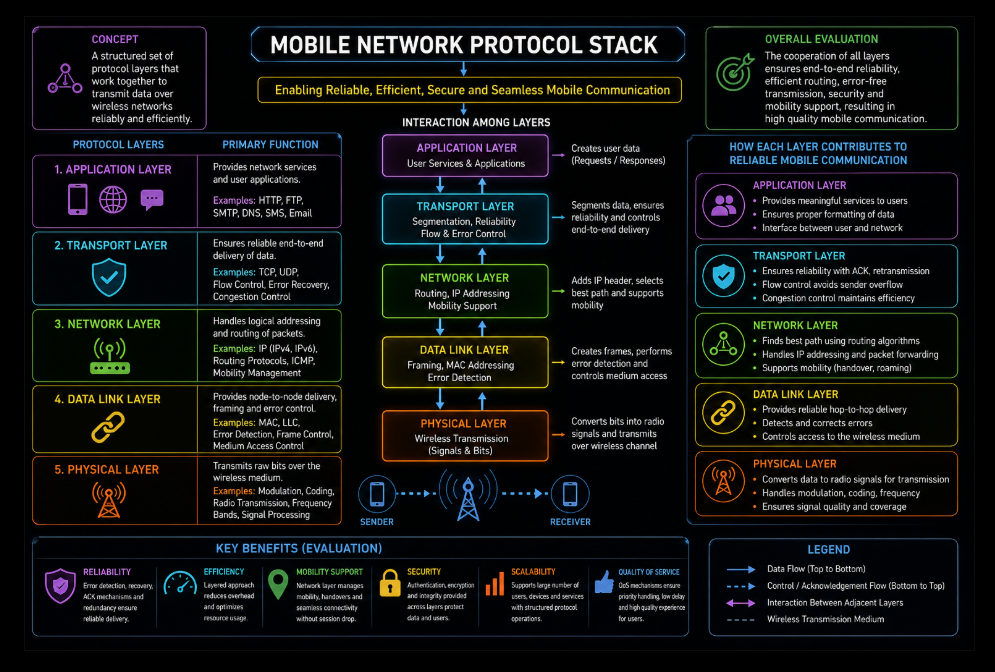 MOBILE NETWORK PROTOCOL STACK
Enabling Reliable, Efficient, Secure and Seamless Mobile Communication
CONCEPT
A structured set of
protocol layers that
work together to
transmit data over
wireless networks
reliably and efficiently.
OVERALL EVALUATION
The cooperation of all layers
ensures end-to-end reliability,
efficient routing, error-free
transmission, security and
mobility support, resulting in
high quality mobile communication.
PROTOCOL LAYERS
PRIMARY FUNCTION
1. APPLICATION LAYER
Provides network services
and user applications.
Examples: HTTP, FTP,
SMTP, DNS, SMS, Email
2. TRANSPORT LAYER
Ensures reliable end-to-end
delivery of data.
Examples: TCP, UDP,
Flow Control, Error Recovery,
Congestion Control
3. NETWORK LAYER
Handles logical addressing
and routing of packets.
Examples: IP (IPv4, IPv6),
Routing Protocols, ICMP,
Mobility Management
4. DATA LINK LAYER
Provides node-to-node delivery,
framing and error control.
Examples: MAC, LLC,
Error Detection, Frame Control,
Medium Access Control
5. PHYSICAL LAYER
Transmits raw bits over the
wireless medium.
Examples: Modulation, Coding,
Radio Transmission, Frequency
Bands, Signal Processing
INTERACTION AMONG LAYERS
APPLICATION LAYER
User Services & Applications
Creates user data
(Requests / Responses)
TRANSPORT LAYER
Segmentation, Reliability
Flow & Error Control
Segments data, ensures
reliability and controls
end-to-end delivery
NETWORK LAYER
Routing, IP Addressing
Mobility Support
Adds IP header, selects
best path and supports
mobility
DATA LINK LAYER
Framing, MAC Addressing
Error Detection
Creates frames, performs
error detection and
controls medium access
PHYSICAL LAYER
Wireless Transmission
(Signals & Bits)
Converts bits into radio
signals and transmits
over wireless channel
SENDER
RECEIVER
HOW EACH LAYER CONTRIBUTES TO
RELIABLE MOBILE COMMUNICATION
APPLICATION LAYER
• Provides meaningful services to users
• Ensures proper formatting of data
• Interface between user and network
TRANSPORT LAYER
• Ensures reliability with ACK, retransmission
• Flow control avoids sender overflow
• Congestion control maintains efficiency
NETWORK LAYER
• Finds best path using routing algorithms
• Handles IP addressing and packet forwarding
• Supports mobility (handover, roaming)
DATA LINK LAYER
• Provides reliable hop-to-hop delivery
• Detects and corrects errors
• Controls access to the wireless medium
PHYSICAL LAYER
• Converts data to radio signals for transmission
• Handles modulation, coding, frequency
• Ensures signal quality and coverage
KEY BENEFITS (EVALUATION)
RELIABILITY
Error detection, recovery,
ACK mechanisms and
redundancy ensure
reliable delivery.
EFFICIENCY
Layered approach
reduces overhead
and optimizes
resource usage.
MOBILITY SUPPORT
Network layer manages
mobility, handovers and
seamless connectivity
without session drop.
SECURITY
Authentication, encryption
and integrity provided
across layers protect
data and users.
SCALABILITY
Supports large number of
users, devices and services
with structured protocol
operations.
QUALITY OF SERVICE
QoS mechanisms ensure
priority handling, low delay
and high quality experience
for users.
LEGEND
Data Flow (Top to Bottom)
Control / Acknowledgement Flow (Bottom to Top)
Interaction Between Adjacent Layers
Wireless Transmission Medium